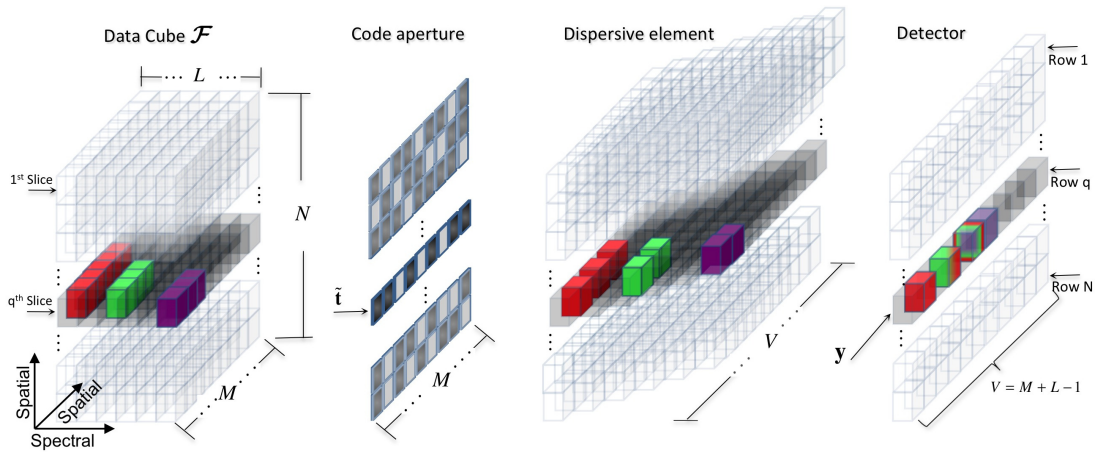 Data Cube 𝓕
Code aperture
Dispersive element
Detector
··· L ···
Row 1
1st Slice
Row q
N
qth Slice
t̃
Row N
y
V
M
M
V = M + L − 1
Spatial
Spatial
Spectral